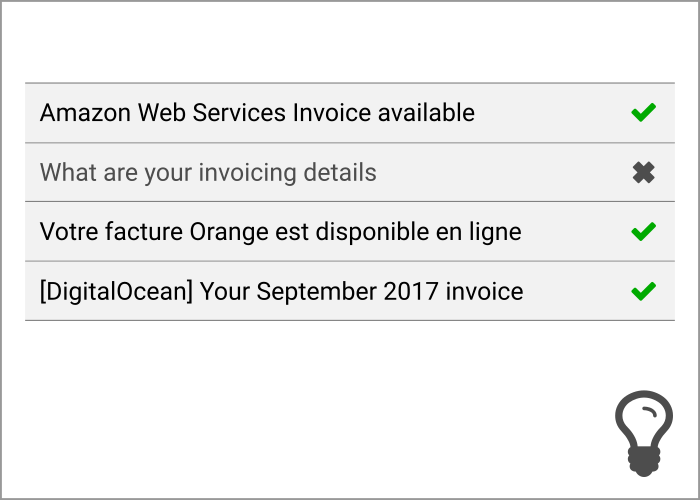 Amazon Web Services Invoice available
What are your invoicing details
Votre facture Orange est disponible en ligne
[DigitalOcean] Your September 2017 invoice